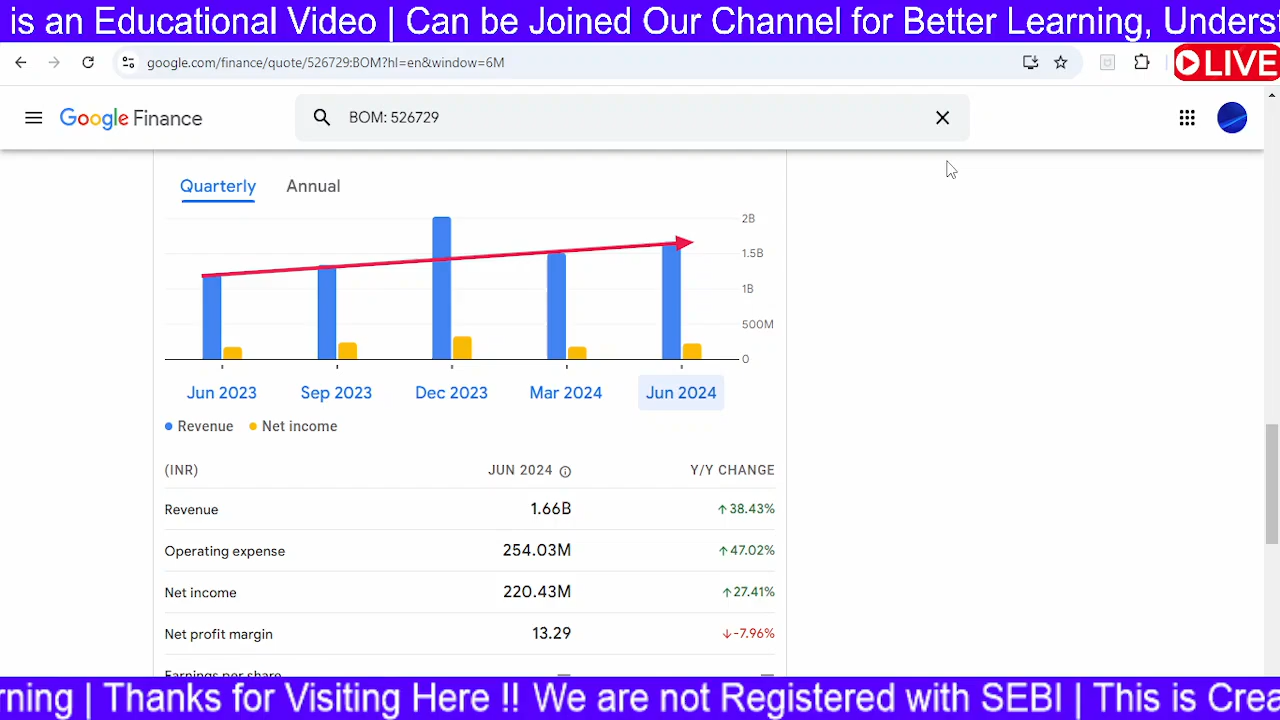 is an Educational Video | Can be Joined Our Channel for Better Learning, Unders
google.com/finance/quote/526729:BOM?hl=en&window=6M
LIVE
Google Finance
BOM: 526729
Quarterly Annual
2B
1.5B
1B
500M
0
Jun 2023 Sep 2023 Dec 2023 Mar 2024 Jun 2024
Revenue Net income
(INR) JUN 2024 Y/Y CHANGE
Revenue 1.66B ↑38.43%
Operating expense 254.03M ↑47.02%
Net income 220.43M ↑27.41%
Net profit margin 13.29 ↓-7.96%
Earnings per share — —
rning | Thanks for Visiting Here !! We are not Registered with SEBI | This is Crea